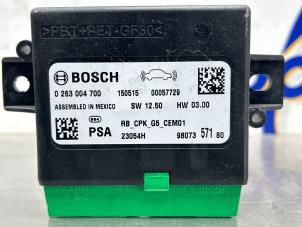 >PBT+PET-GF30<
BOSCH
0 263 004 700 150515 00057729
ASSEMBLED IN MEXICO SW 12.50 HW 03.00
RB_CPK_G5_CEM01
PSA 23054H 98073 571 80